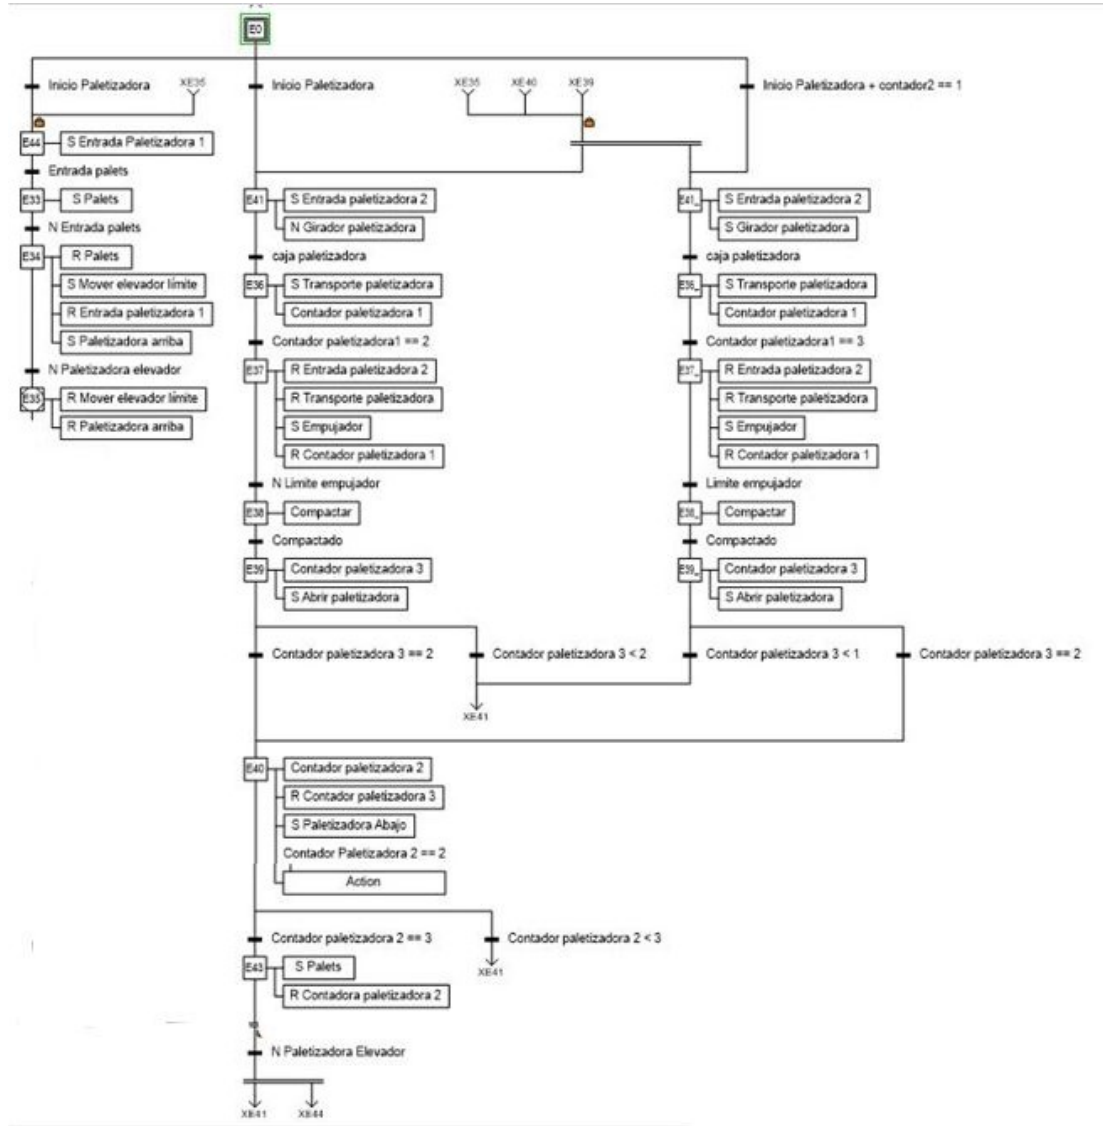 E0
Inicio Paletizadora
XE35
Inicio Paletizadora
XE35
XE40
XE39
Inicio Paletizadora + contador2 == 1
E44
S Entrada Paletizadora 1
Entrada palets
E33
S Palets
N Entrada palets
E34
R Palets
S Mover elevador límite
R Entrada paletizadora 1
S Paletizadora arriba
N Paletizadora elevador
E35
R Mover elevador límite
R Paletizadora arriba
E41
S Entrada paletizadora 2
N Girador paletizadora
caja paletizadora
E36
S Transporte paletizadora
Contador paletizadora 1
Contador paletizadora1 == 2
E37
R Entrada paletizadora 2
R Transporte paletizadora
S Empujador
R Contador paletizadora 1
N Limite empujador
E38
Compactar
Compactado
E39
Contador paletizadora 3
S Abrir paletizadora
Contador paletizadora 3 == 2
Contador paletizadora 3 < 2
XE41
E41_
S Entrada paletizadora 2
S Girador paletizadora
caja paletizadora
E36_
S Transporte paletizadora
Contador paletizadora 1
Contador paletizadora1 == 3
E37_
R Entrada paletizadora 2
R Transporte paletizadora
S Empujador
R Contador paletizadora 1
Limite empujador
E38_
Compactar
Compactado
E39_
Contador paletizadora 3
S Abrir paletizadora
Contador paletizadora 3 < 1
Contador paletizadora 3 == 2
E40
Contador paletizadora 2
R Contador paletizadora 3
S Paletizadora Abajo
Contador Paletizadora 2 == 2
Action
Contador paletizadora 2 == 3
Contador paletizadora 2 < 3
XE41
E43
S Palets
R Contadora paletizadora 2
N Paletizadora Elevador
XE41
XE44